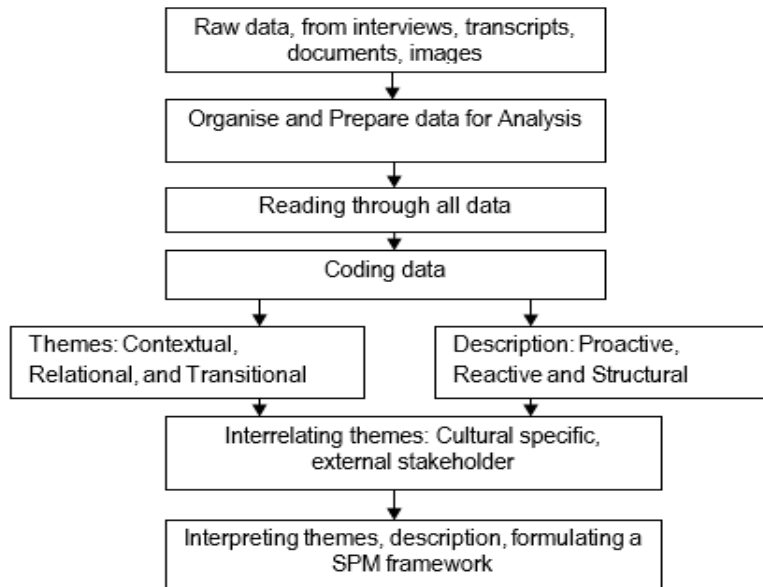 Raw data, from interviews, transcripts,
documents, images
Organise and Prepare data for Analysis
Reading through all data
Coding data
Themes: Contextual,
Relational, and Transitional
Description: Proactive,
Reactive and Structural
Interrelating themes: Cultural specific,
external stakeholder
Interpreting themes, description, formulating a
SPM framework